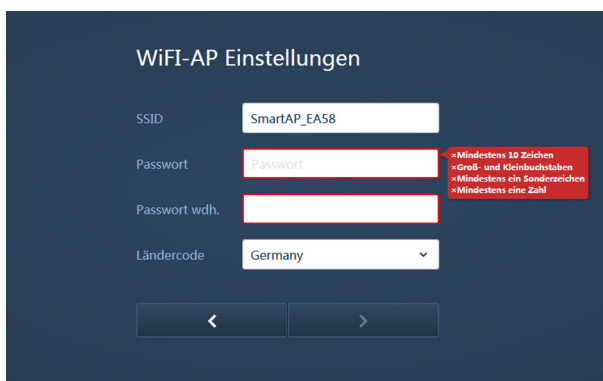 WiFI-AP Einstellungen
SSID
SmartAP_EA58
Passwort
Passwort
×Mindestens 10 Zeichen
×Groß- und Kleinbuchstaben
×Mindestens ein Sonderzeichen
×Mindestens eine Zahl
Passwort wdh.
Ländercode
Germany